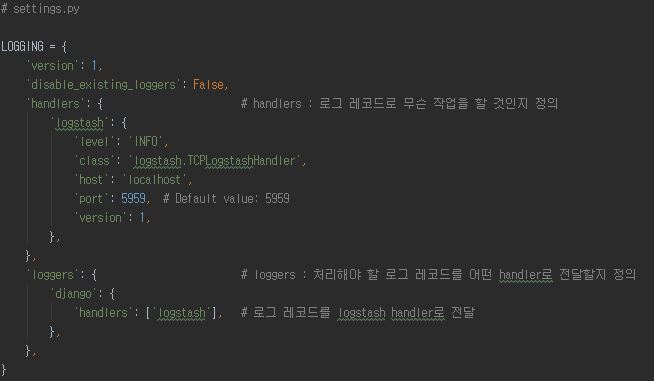 # settings.py
LOGGING = {
'version': 1,
'disable_existing_loggers': False,
'handlers': { # handlers : 로그 레코드로 무슨 작업을 할 것인지 정의
'logstash': {
'level': 'INFO',
'class': 'logstash.TCPLogstashHandler',
'host': 'localhost',
'port': 5959, # Default value: 5959
'version': 1,
},
},
'loggers': { # loggers : 처리해야 할 로그 레코드를 어떤 handler로 전달할지 정의
'django': {
'handlers': ['logstash'], # 로그 레코드를 logstash handler로 전달
},
},
}